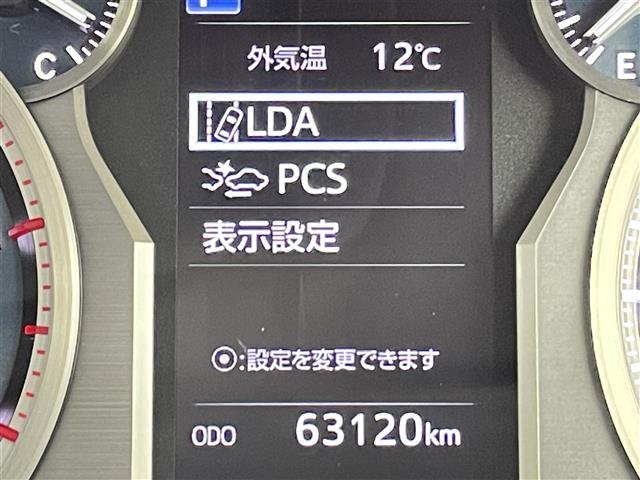 外気温 12℃
C
E
LDA
PCS
表示設定
⦿:設定を変更できます
ODO 63120km